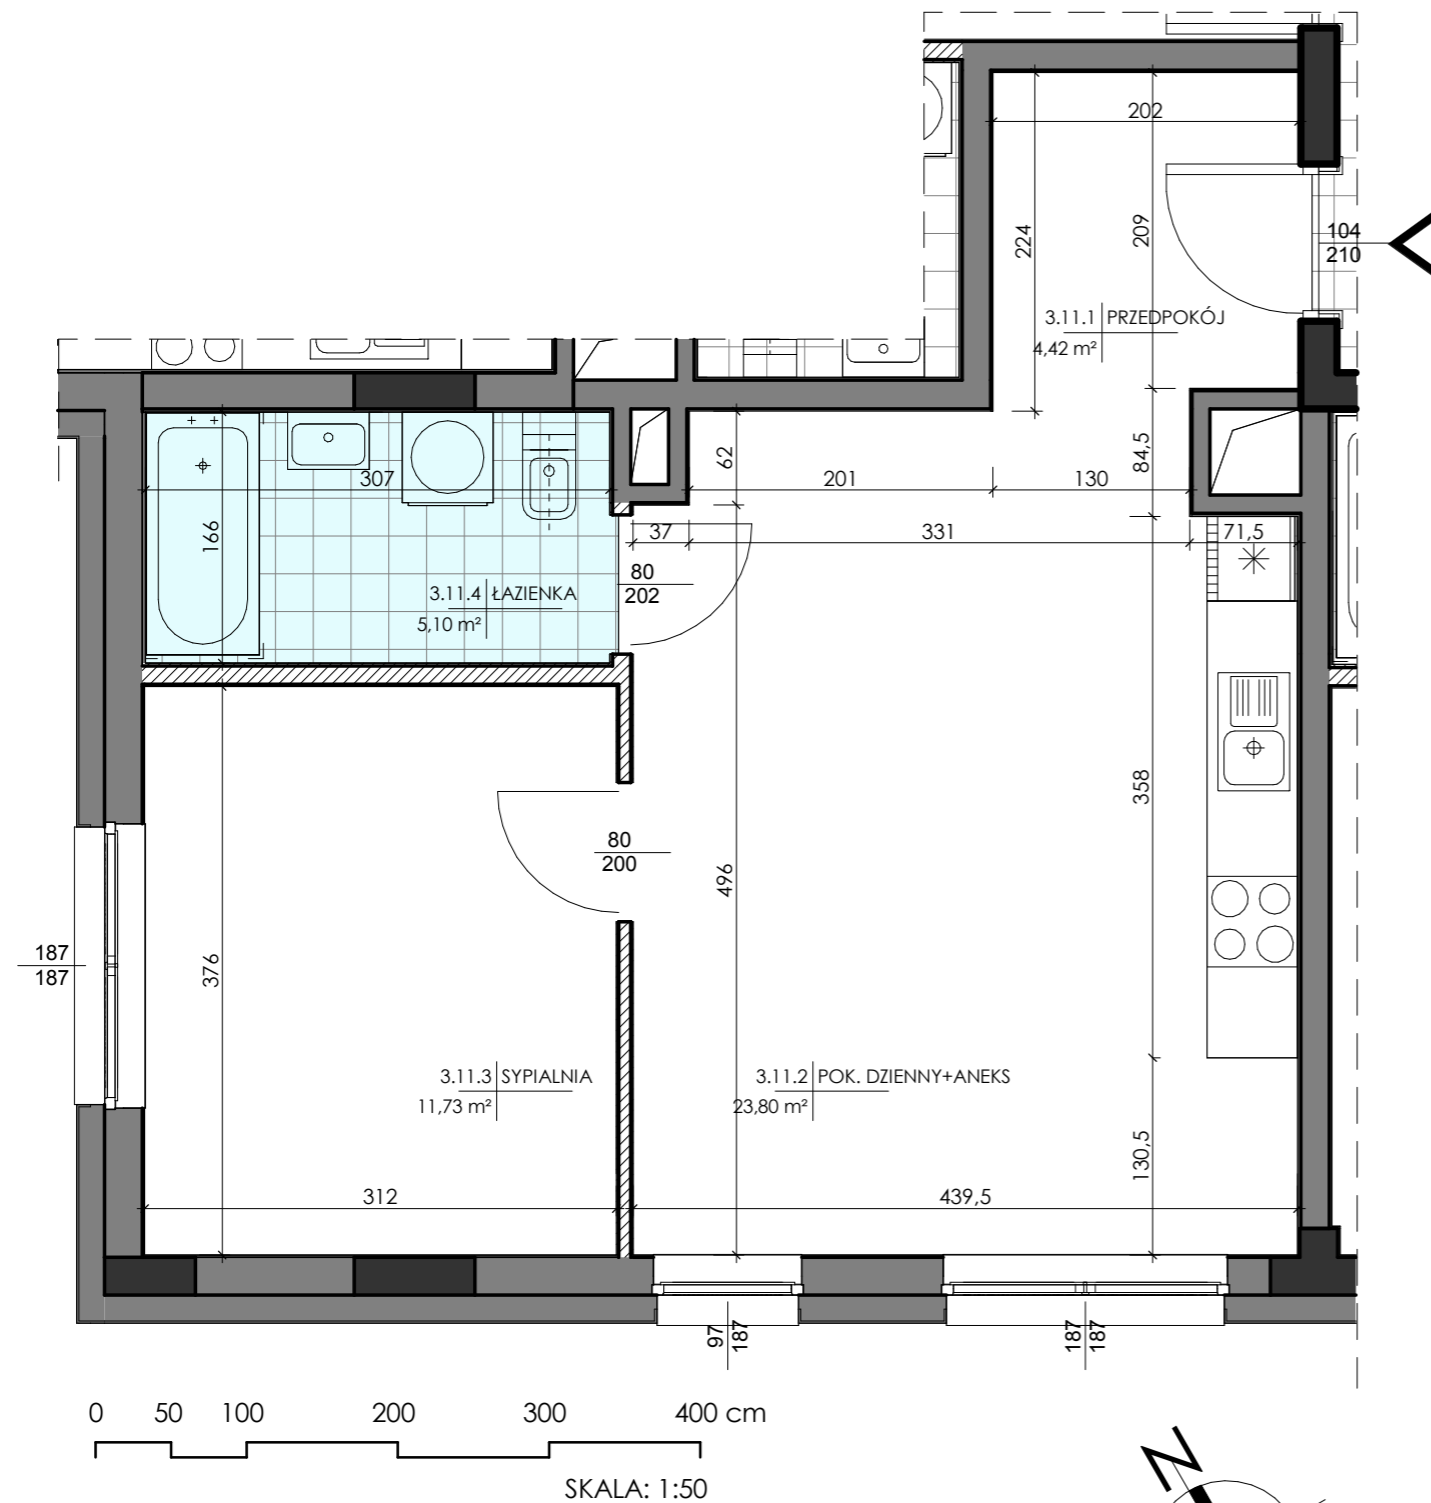 202
224
209
104
210
3.11.1 PRZEDPOKÓJ
4,42 m²
62
84,5
307
201
130
166
37
331
71,5
80
202
3.11.4 ŁAZIENKA
5,10 m²
358
80
200
496
376
187
187
3.11.3 SYPIALNIA
11,73 m²
3.11.2 POK. DZIENNY+ANEKS
23,80 m²
130,5
312
439,5
97
187
187
187
0 50 100 200 300 400 cm
SKALA: 1:50
N